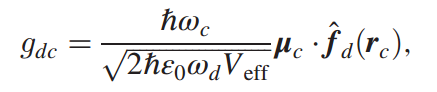 $g_{dc} = \frac{\hbar\omega_c}{\sqrt{2\hbar\varepsilon_0\omega_d V_{\text{eff}}}} \boldsymbol{\mu}_c \cdot \hat{\boldsymbol{f}}_d(\boldsymbol{r}_c),$